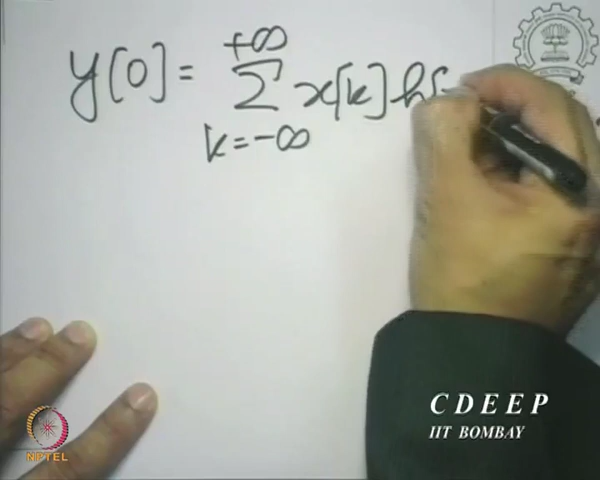 +∞
y[0] = Σ x[k] h[
k=-∞
CDEEP
IIT BOMBAY
NPTEL